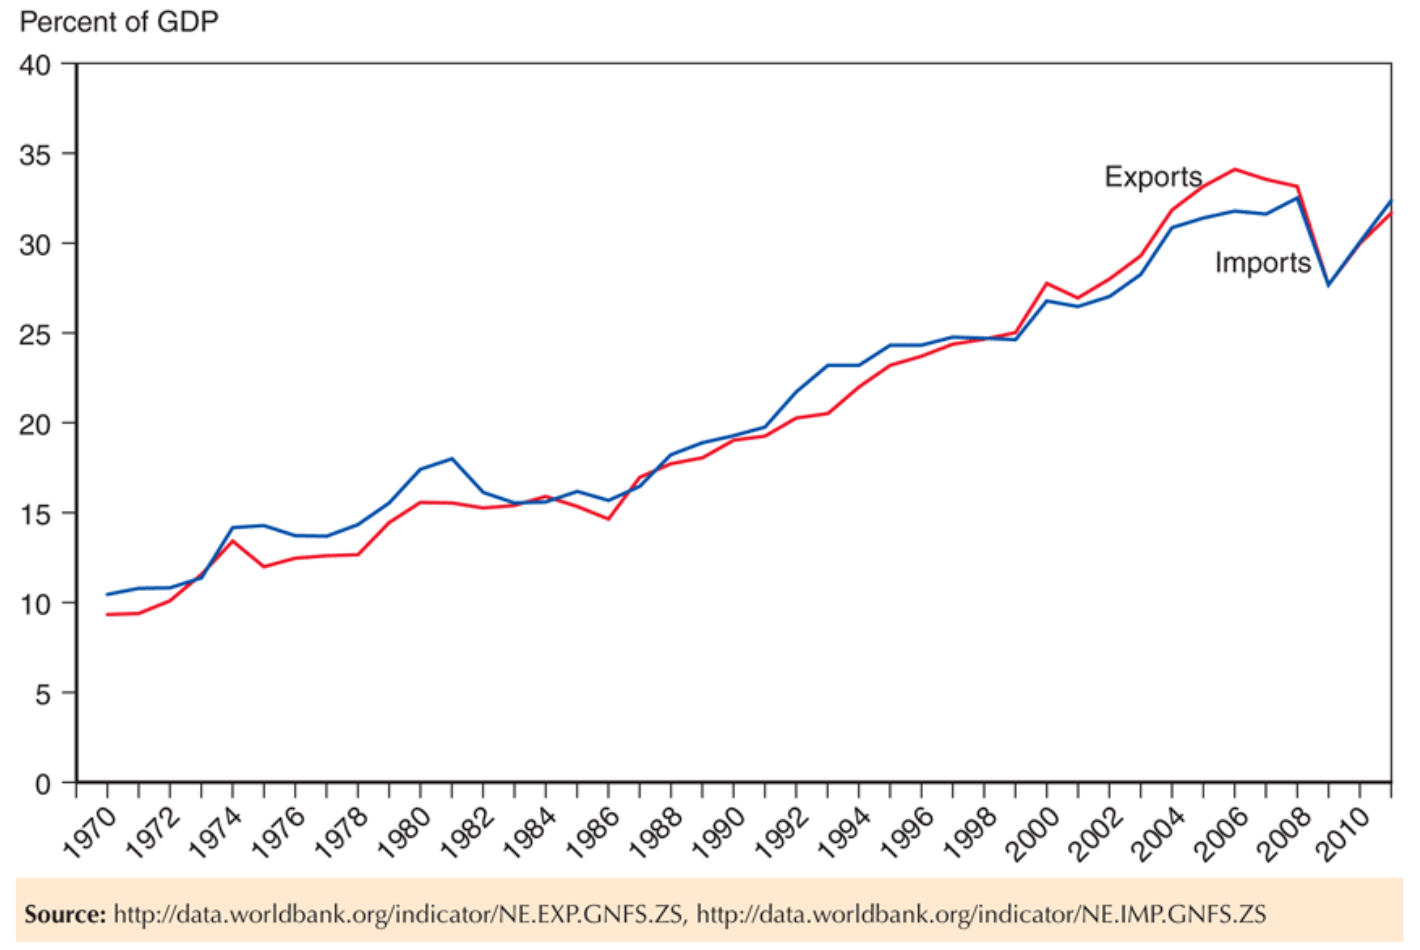 Percent of GDP
40
35
Exports
30
Imports
25
20
15
10
5
0
1970 1972 1974 1976 1978 1980 1982 1984 1986 1988 1990 1992 1994 1996 1998 2000 2002 2004 2006 2008 2010
Source: http://data.worldbank.org/indicator/NE.EXP.GNFS.ZS, http://data.worldbank.org/indicator/NE.IMP.GNFS.ZS